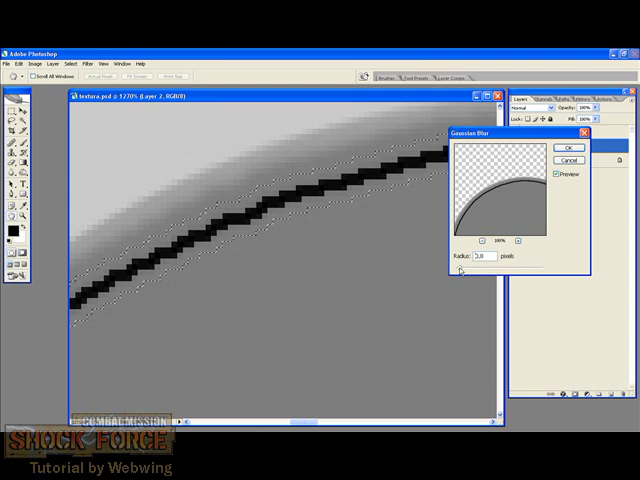 Adobe Photoshop
File Edit Image Layer Select Filter View Window Help
Scroll All Windows Actual Pixels Fit Screen Print Size
Brushes Tool Presets Layer Comps
textura.psd @ 1270% (Layer 2, RGB/8)
Layers Channels Paths History Actions
Normal Opacity: 100%
Lock: Fill: 100%
Gaussian Blur
OK
Cancel
Preview
100%
Radius: pixels
COMBAT MISSION
SHOCK FORCE
Tutorial by Webwing